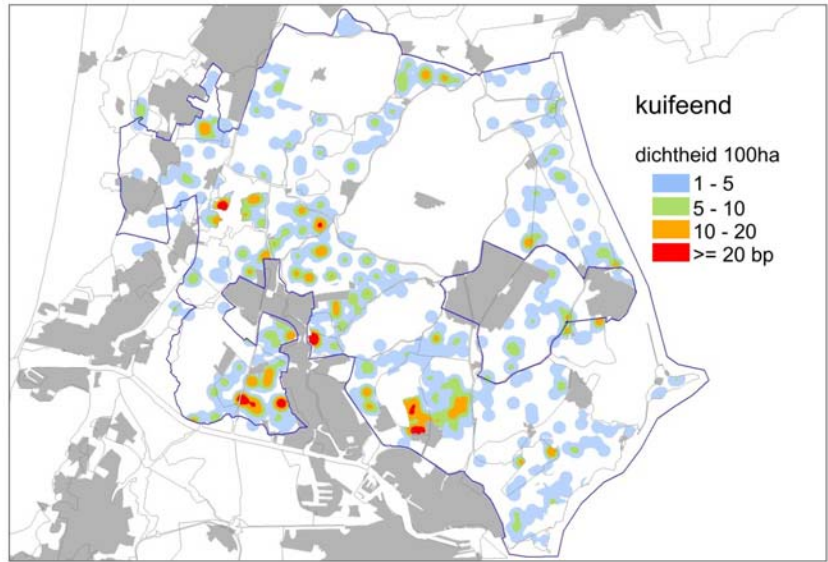 kuifeend
dichtheid 100ha
1 - 5
5 - 10
10 - 20
>= 20 bp